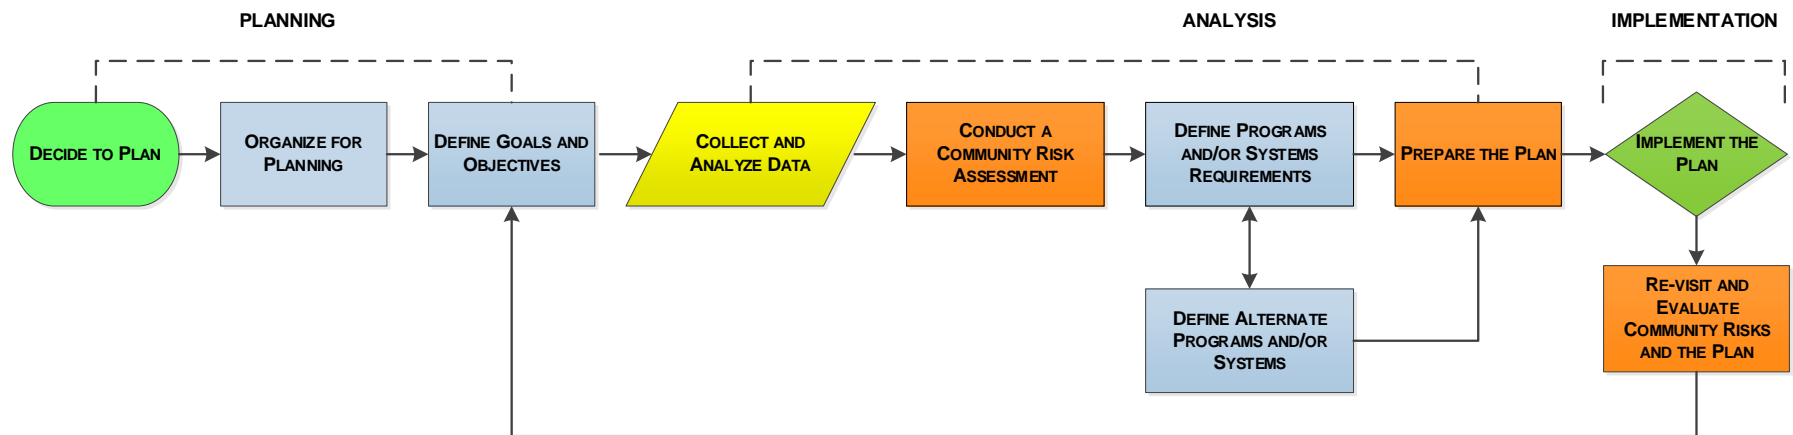 PLANNING
ANALYSIS
IMPLEMENTATION
DECIDE TO PLAN
ORGANIZE FOR
PLANNING
DEFINE GOALS AND
OBJECTIVES
COLLECT AND
ANALYZE DATA
CONDUCT A
COMMUNITY RISK
ASSESSMENT
DEFINE PROGRAMS
AND/OR SYSTEMS
REQUIREMENTS
PREPARE THE PLAN
IMPLEMENT THE
PLAN
DEFINE ALTERNATE
PROGRAMS AND/OR
SYSTEMS
RE-VISIT AND
EVALUATE
COMMUNITY RISKS
AND THE PLAN